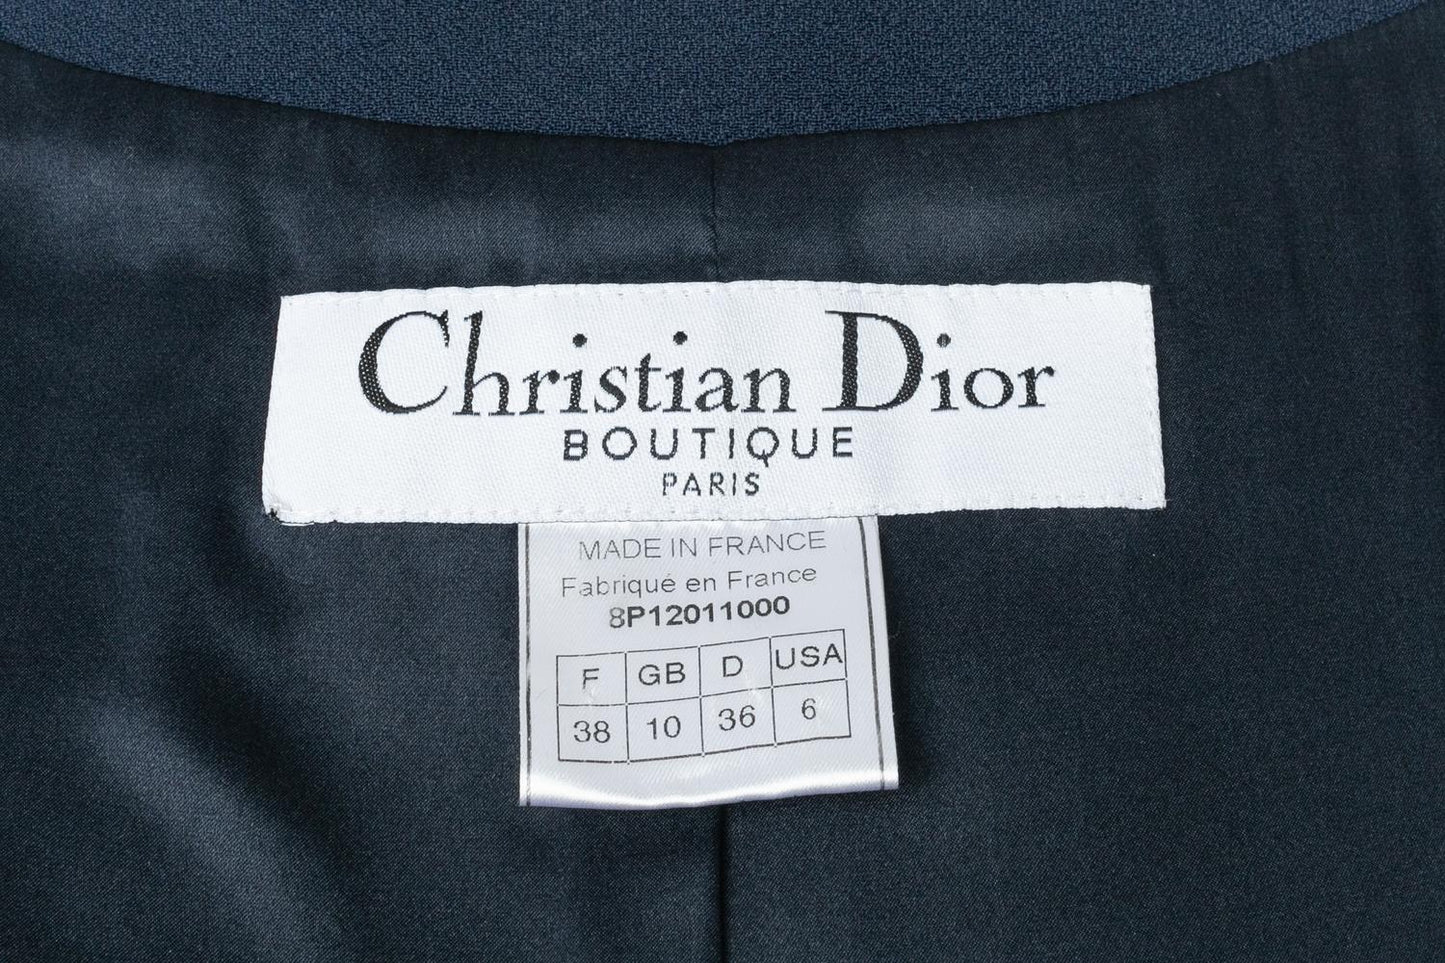 Christian Dior
BOUTIQUE
PARIS
MADE IN FRANCE
Fabriqué en France
8P12011000
F GB D USA
38 10 36 6